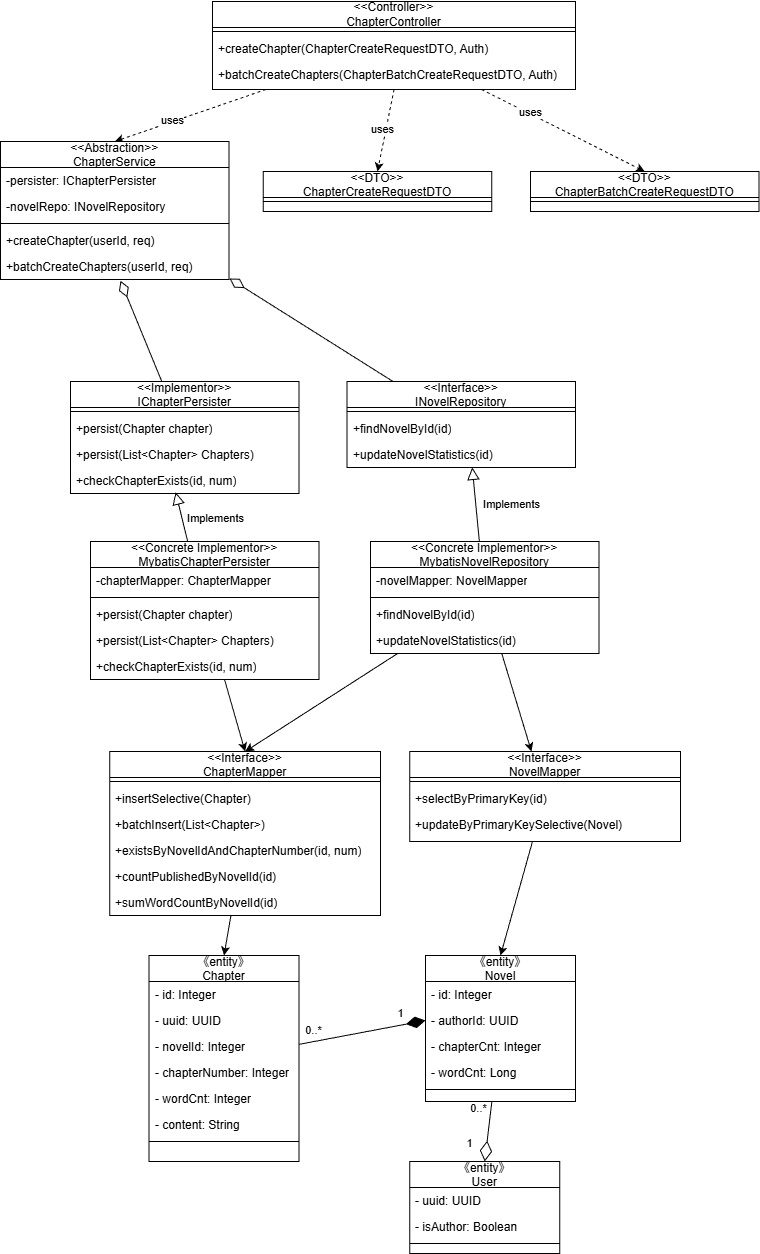 <<Controller>>
ChapterController
+createChapter(ChapterCreateRequestDTO, Auth)
+batchCreateChapters(ChapterBatchCreateRequestDTO, Auth)
uses
uses
uses
<<Abstraction>>
ChapterService
-persister: IChapterPersister
-novelRepo: INovelRepository
+createChapter(userId, req)
+batchCreateChapters(userId, req)
<<DTO>>
ChapterCreateRequestDTO
<<DTO>>
ChapterBatchCreateRequestDTO
<<Implementor>>
IChapterPersister
+persist(Chapter chapter)
+persist(List<Chapter> Chapters)
+checkChapterExists(id, num)
<<Interface>>
INovelRepository
+findNovelById(id)
+updateNovelStatistics(id)
Implements
Implements
<<Concrete Implementor>>
MybatisChapterPersister
-chapterMapper: ChapterMapper
+persist(Chapter chapter)
+persist(List<Chapter> Chapters)
+checkChapterExists(id, num)
<<Concrete Implementor>>
MybatisNovelRepository
-novelMapper: NovelMapper
+findNovelById(id)
+updateNovelStatistics(id)
<<Interface>>
ChapterMapper
+insertSelective(Chapter)
+batchInsert(List<Chapter>)
+existsByNovelIdAndChapterNumber(id, num)
+countPublishedByNovelId(id)
+sumWordCountByNovelId(id)
<<Interface>>
NovelMapper
+selectByPrimaryKey(id)
+updateByPrimaryKeySelective(Novel)
《entity》
Chapter
- id: Integer
- uuid: UUID
- novelId: Integer
- chapterNumber: Integer
- wordCnt: Integer
- content: String
0..*
1
《entity》
Novel
- id: Integer
- authorId: UUID
- chapterCnt: Integer
- wordCnt: Long
0..*
1
《entity》
User
- uuid: UUID
- isAuthor: Boolean